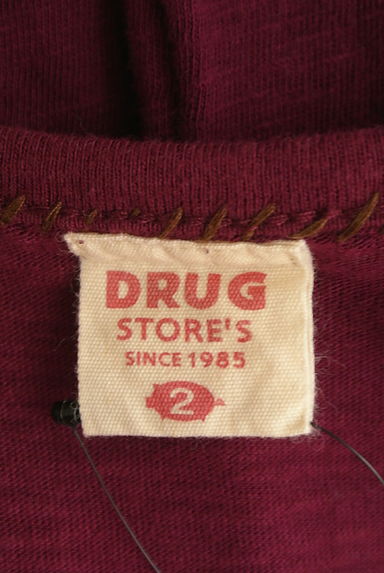 DRUG
STORE'S
SINCE 1985
2